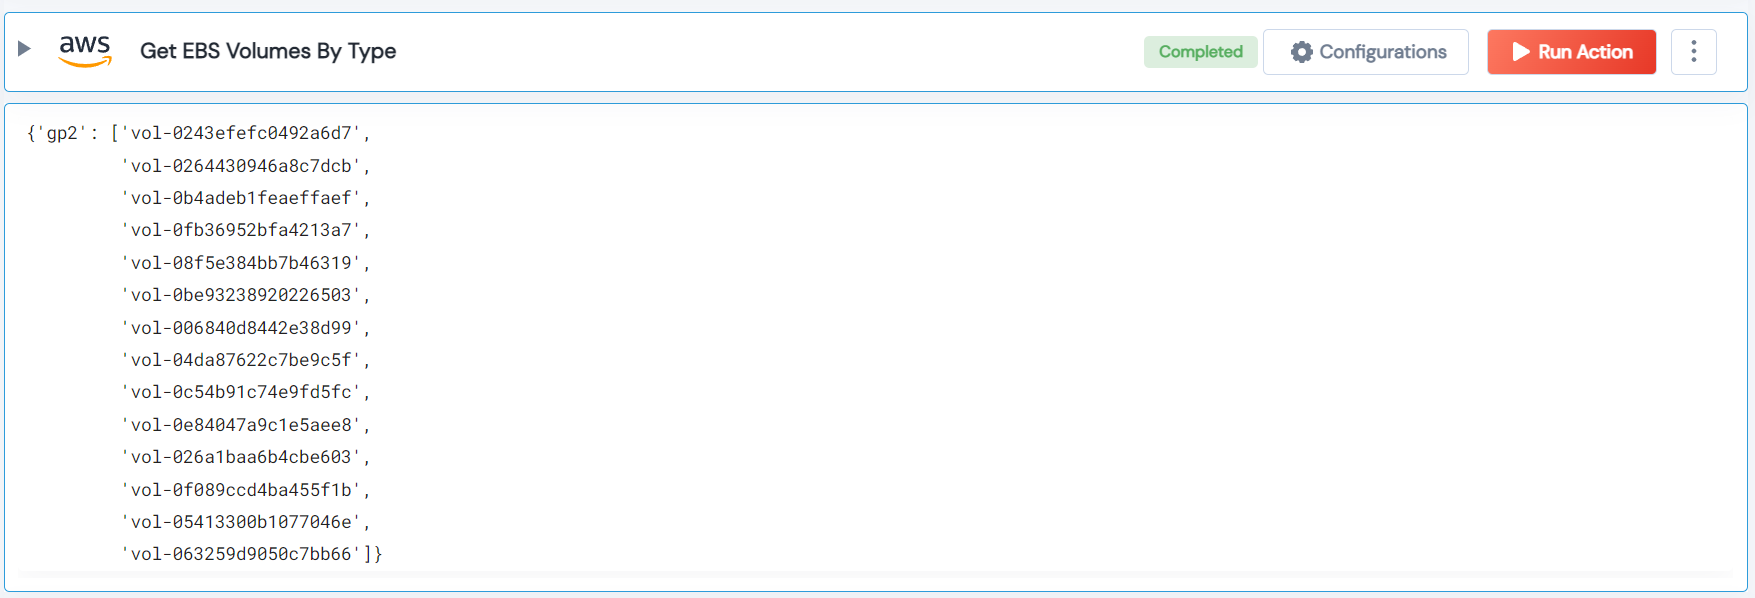 aws Get EBS Volumes By Type Completed Configurations Run Action
{'gp2': ['vol-0243efefc0492a6d7',
'vol-0264430946a8c7dcb',
'vol-0b4adeb1feaeffaef',
'vol-0fb36952bfa4213a7',
'vol-08f5e384bb7b46319',
'vol-0be93238920226503',
'vol-006840d8442e38d99',
'vol-04da87622c7be9c5f',
'vol-0c54b91c74e9fd5fc',
'vol-0e84047a9c1e5aee8',
'vol-026a1baa6b4cbe603',
'vol-0f089ccd4ba455f1b',
'vol-05413300b1077046e',
'vol-063259d9050c7bb66']}